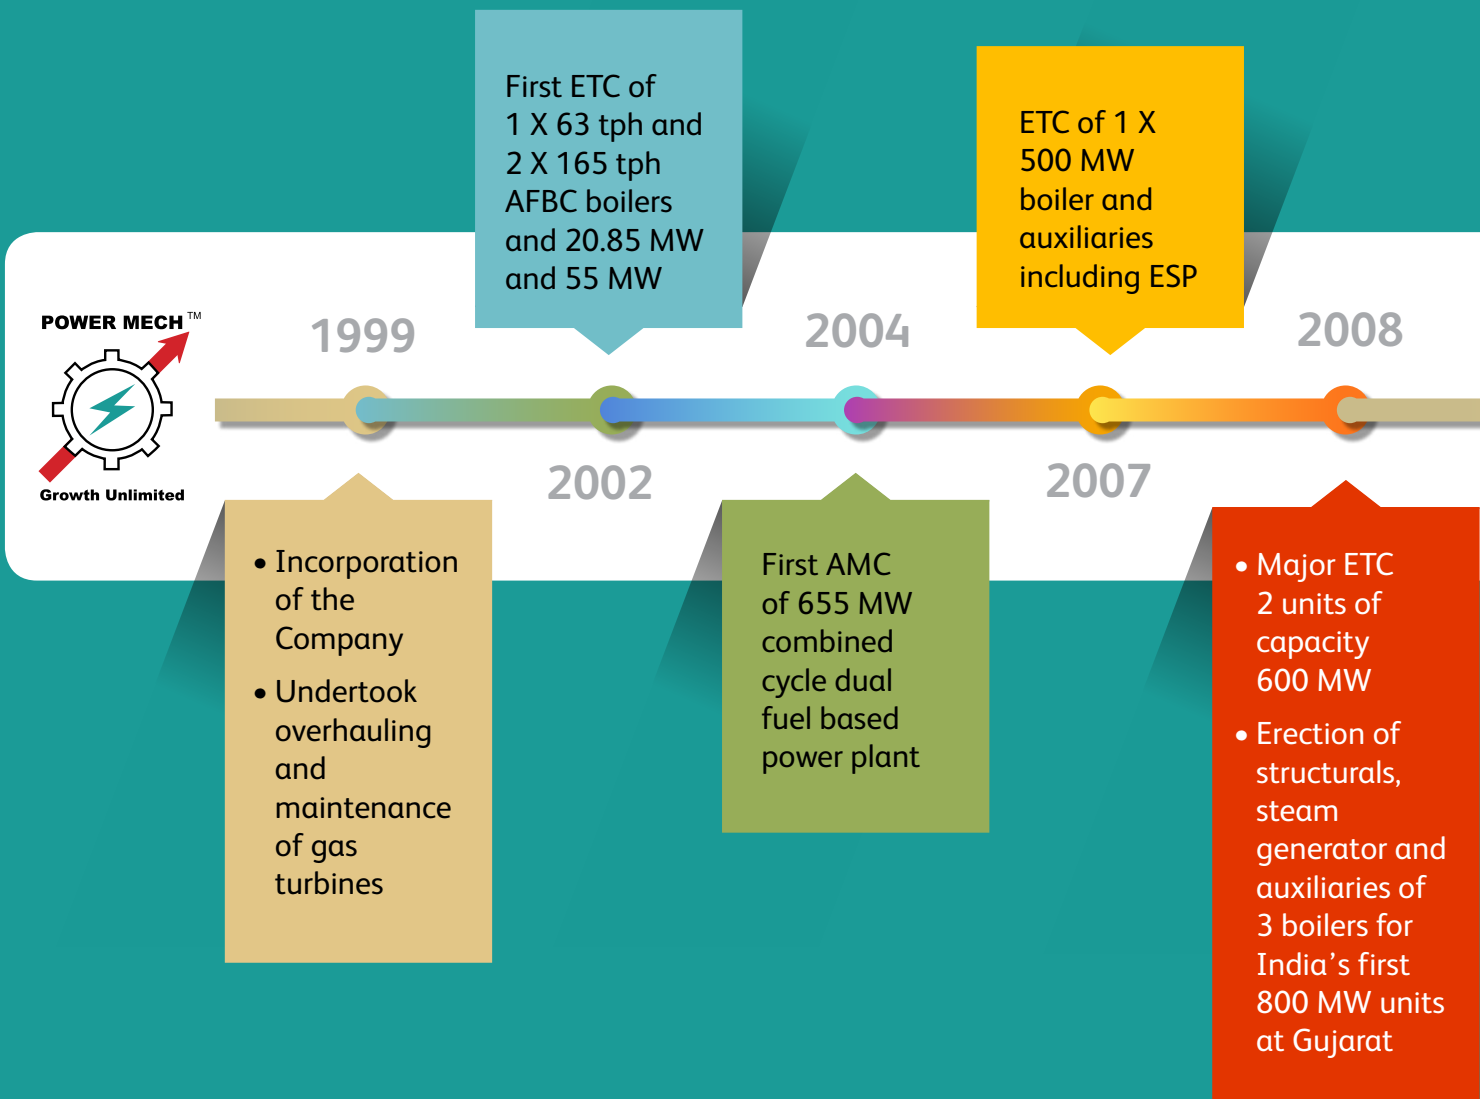 POWER MECH™
Growth Unlimited
1999
• Incorporation
of the
Company
• Undertook
overhauling
and
maintenance
of gas
turbines
First ETC of
1 X 63 tph and
2 X 165 tph
AFBC boilers
and 20.85 MW
and 55 MW
2002
2004
First AMC
of 655 MW
combined
cycle dual
fuel based
power plant
ETC of 1 X
500 MW
boiler and
auxiliaries
including ESP
2007
2008
• Major ETC
2 units of
capacity
600 MW
• Erection of
structurals,
steam
generator and
auxiliaries of
3 boilers for
India's first
800 MW units
at Gujarat